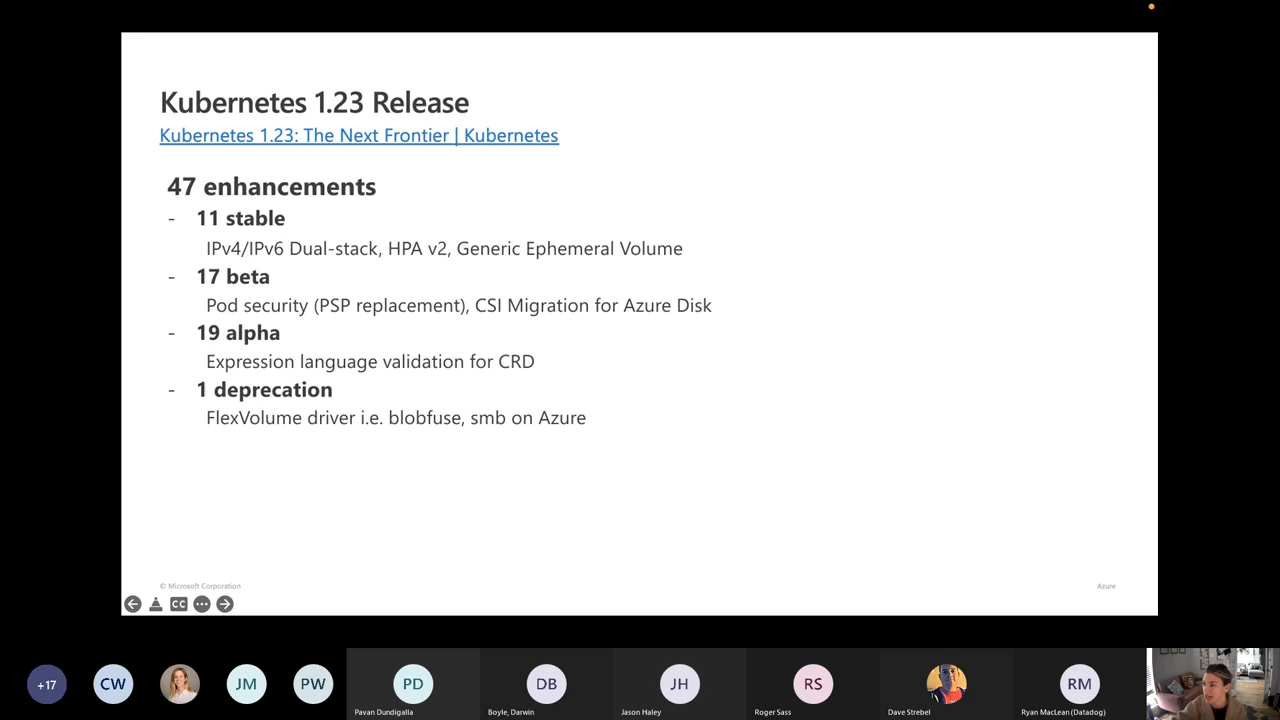 Kubernetes 1.23 Release
Kubernetes 1.23: The Next Frontier | Kubernetes
47 enhancements
- 11 stable
IPv4/IPv6 Dual-stack, HPA v2, Generic Ephemeral Volume
- 17 beta
Pod security (PSP replacement), CSI Migration for Azure Disk
- 19 alpha
Expression language validation for CRD
- 1 deprecation
FlexVolume driver i.e. blobfuse, smb on Azure
© Microsoft Corporation
Azure
CC
+17
CW
JM
PW
PD
DB
JH
RS
RM
Pavan Dundigalla
Boyle, Darwin
Jason Haley
Roger Sass
Dave Strebel
Ryan MacLean (Datadog)